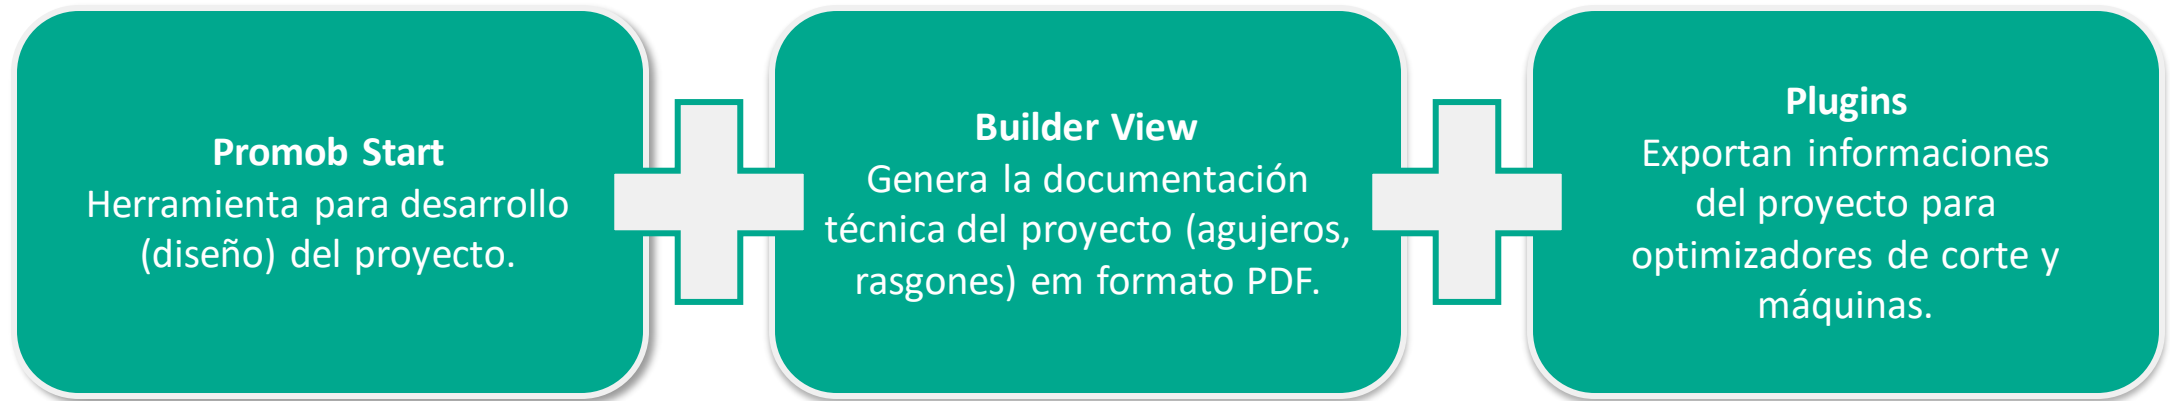 Promob Start
Herramienta para desarrollo
(diseño) del proyecto.
Builder View
Genera la documentación
técnica del proyecto (agujeros,
rasgones) em formato PDF.
Plugins
Exportan informaciones
del proyecto para
optimizadores de corte y
máquinas.